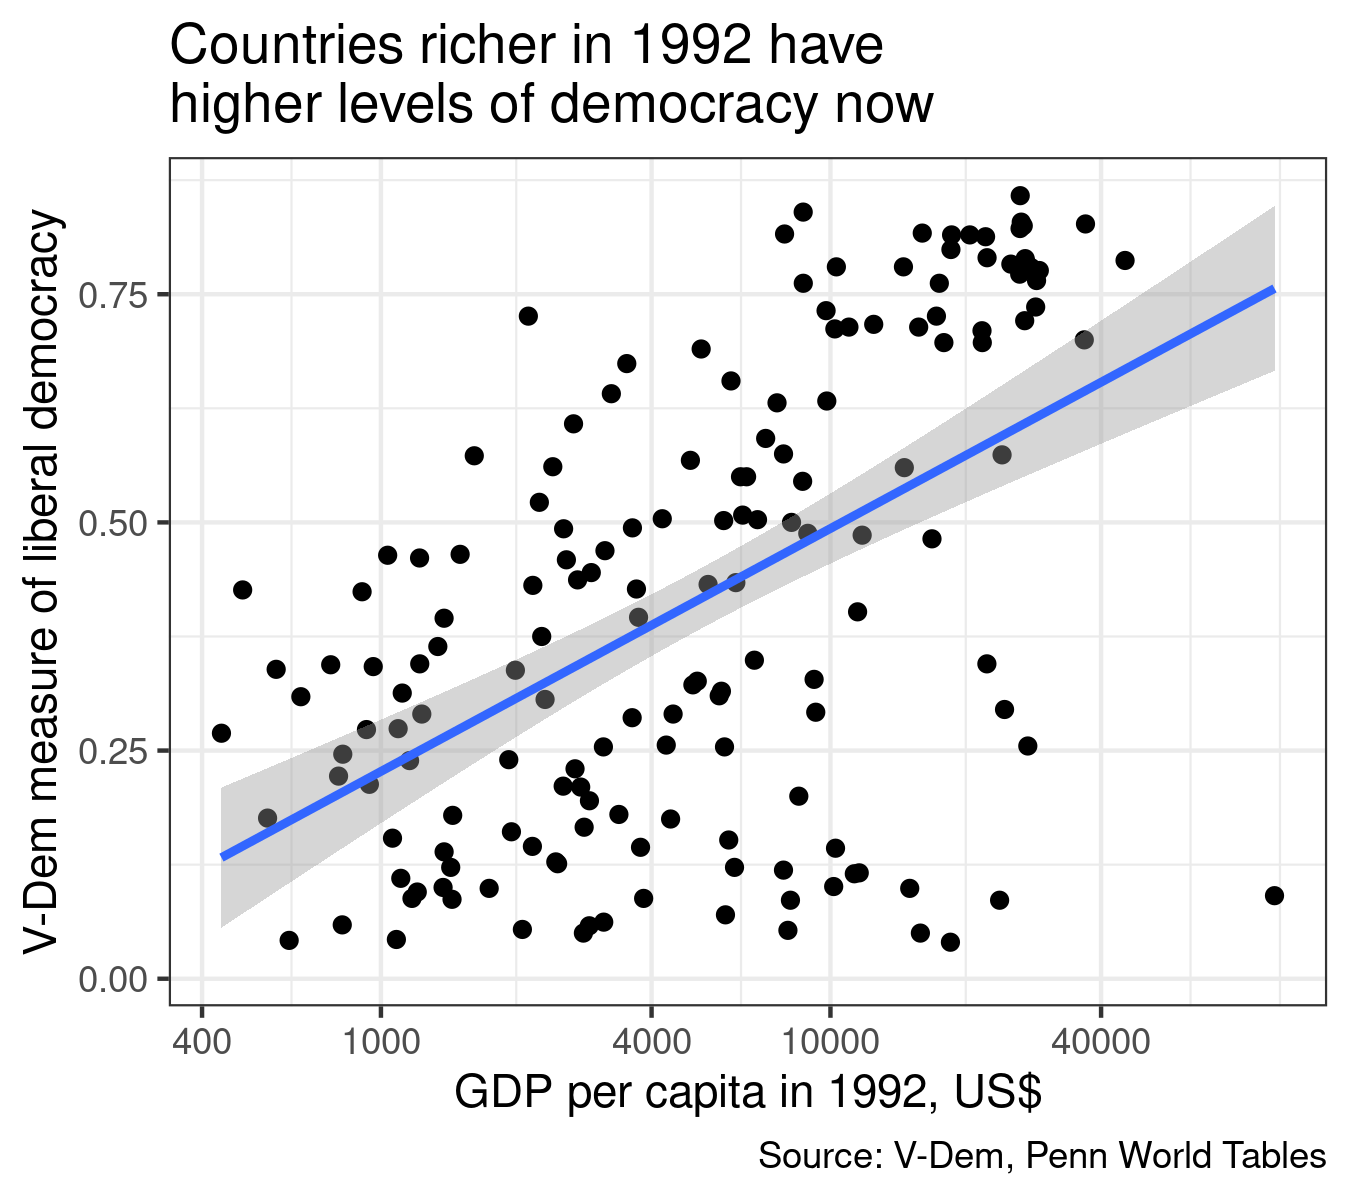 Countries richer in 1992 have
higher levels of democracy now
V-Dem measure of liberal democracy
0.75
0.50
0.25
0.00
400 1000 4000 10000 40000
GDP per capita in 1992, US$
Source: V-Dem, Penn World Tables